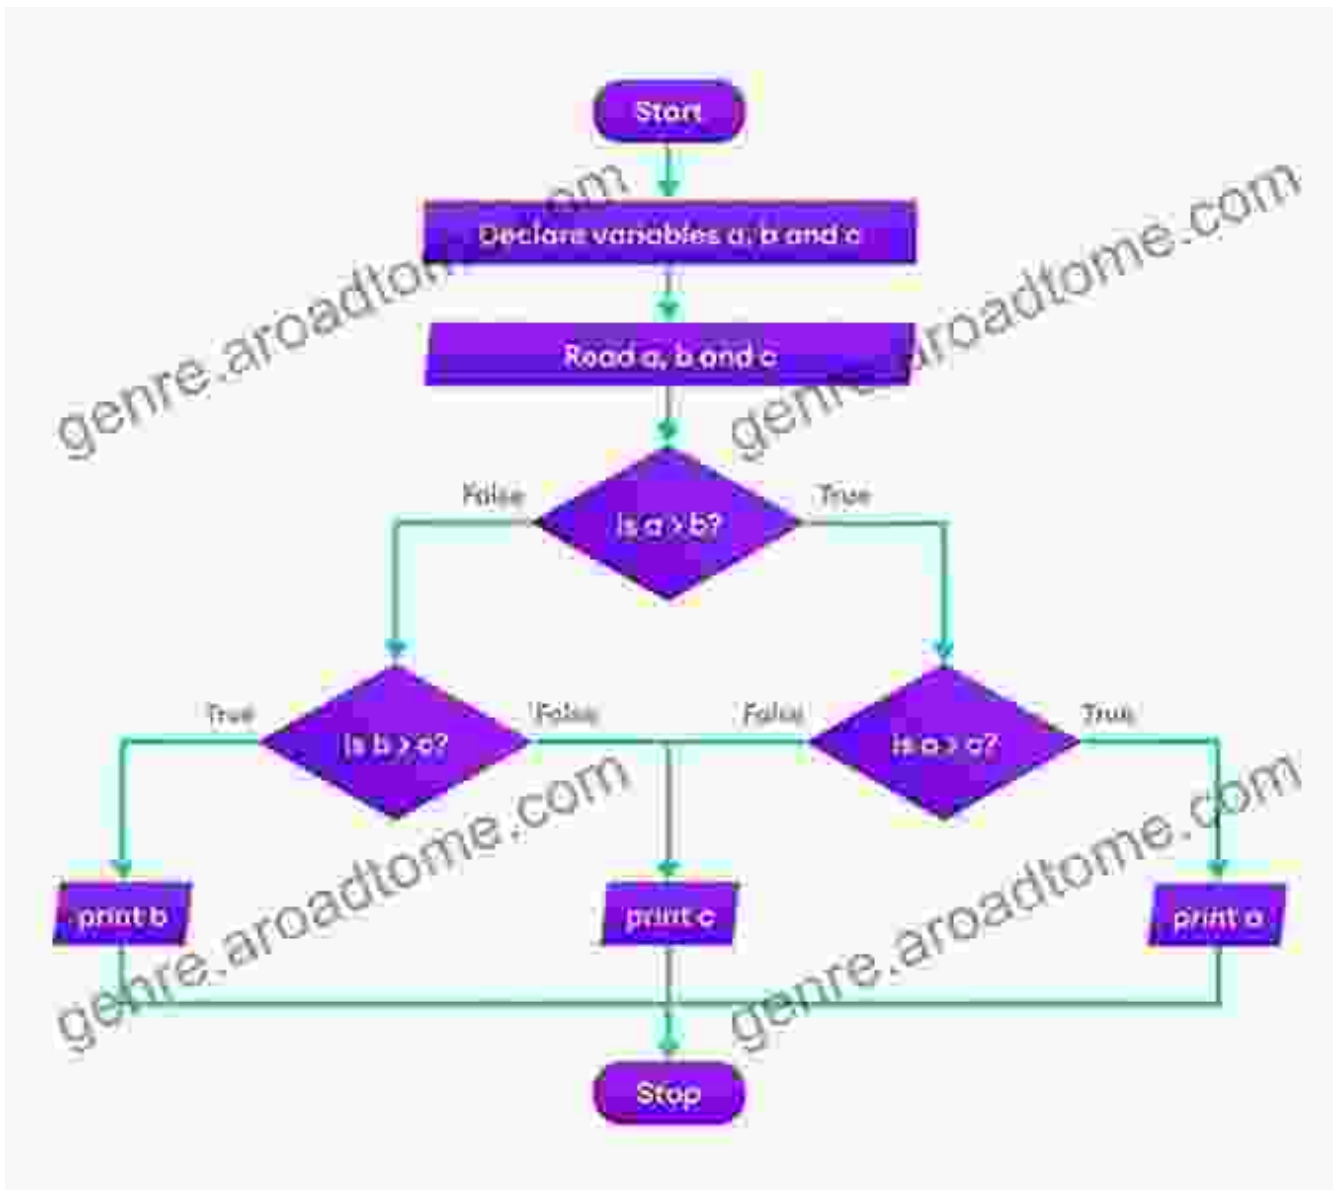 Start
Declare variables a, b and c
Read a, b and c
False
True
is a > b?
True
is b > c?
False
False
is a > c?
True
print b
print c
print a
Stop
genre.aroadtome.com
genre.aroadtome.com
genre.aroadtome.com
genre.aroadtome.com